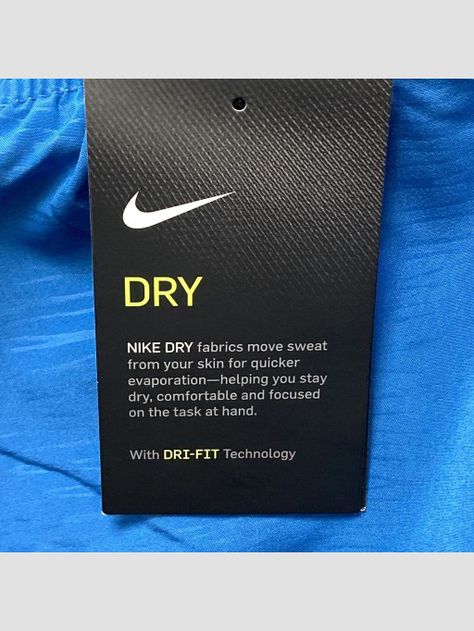 DRY
NIKE DRY fabrics move sweat
from your skin for quicker
evaporation—helping you stay
dry, comfortable and focused
on the task at hand.
With DRI-FIT Technology